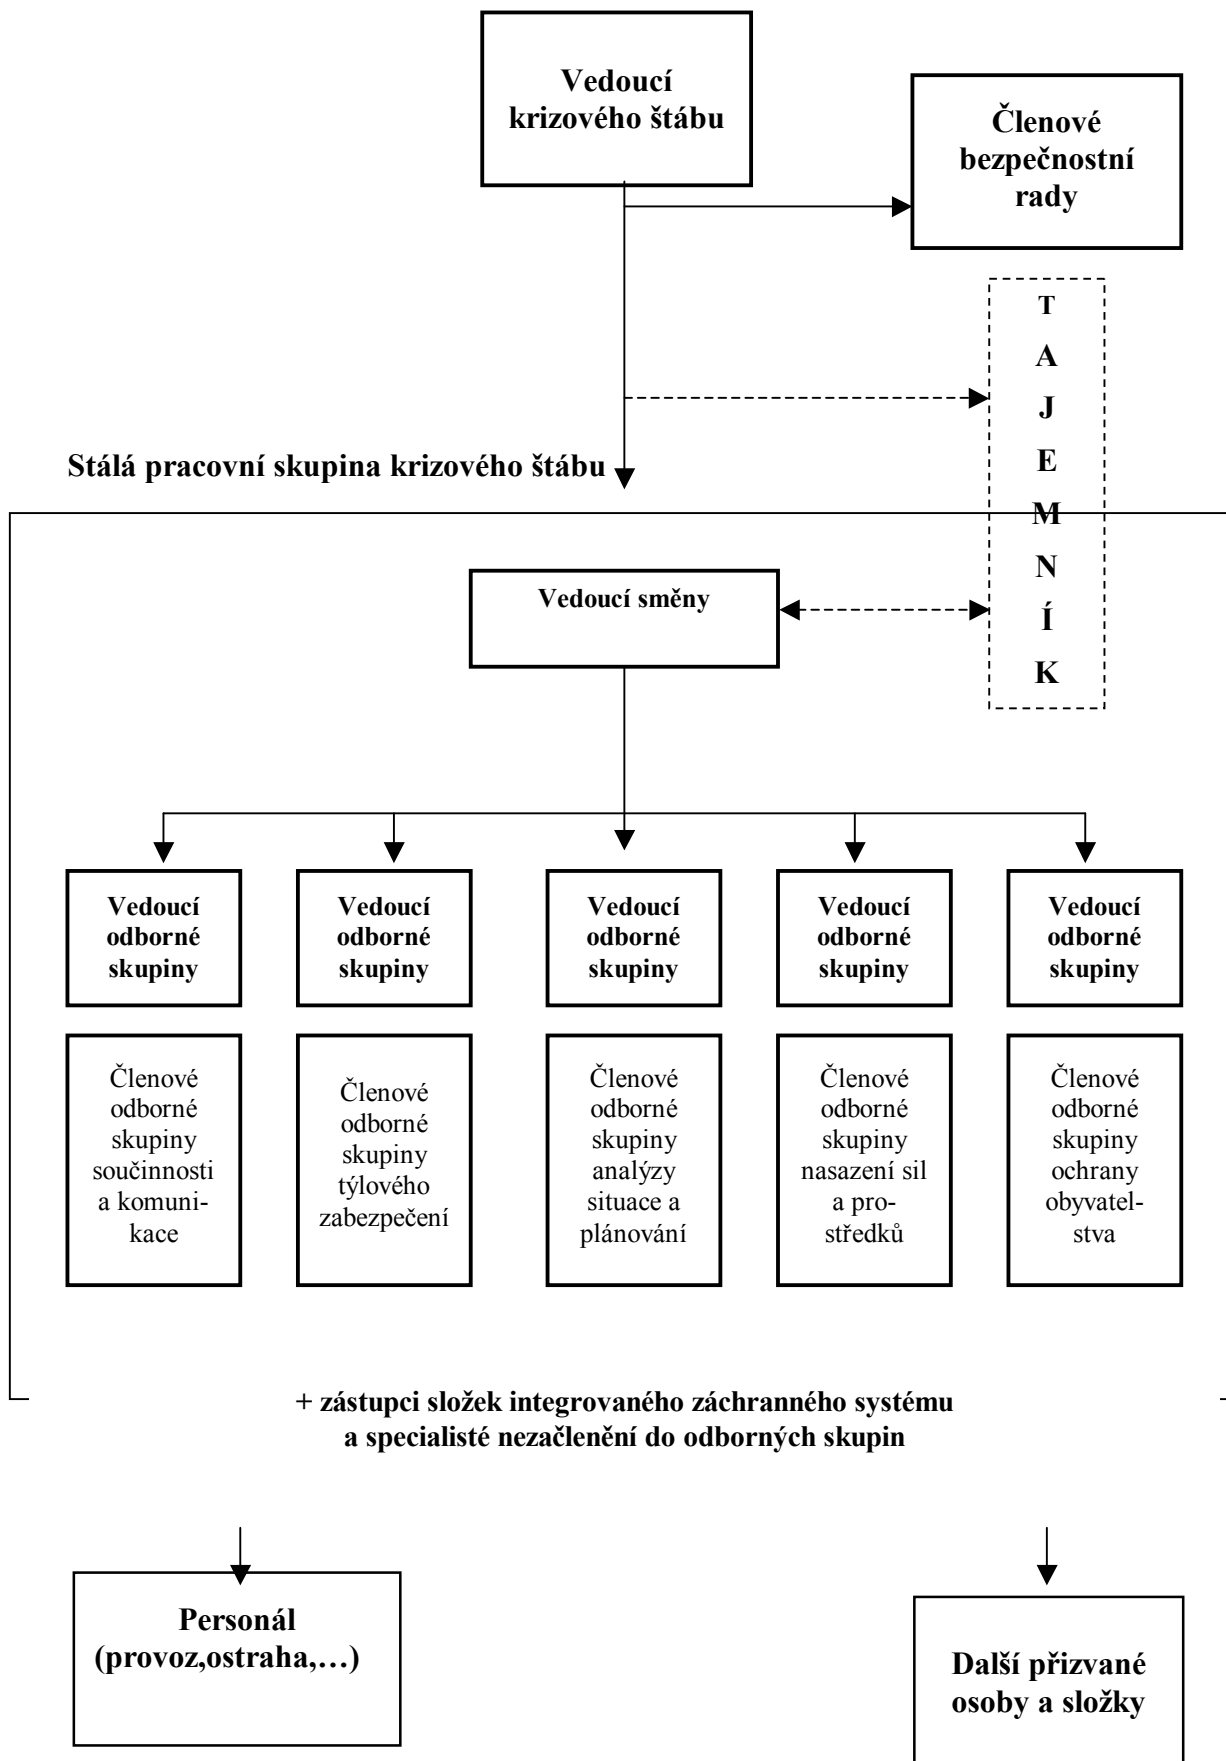 Vedoucí
krizového štábu
Členové
bezpečnostní
rady
T
A
J
E
M
N
Í
K
Stálá pracovní skupina krizového štábu
Vedoucí směny
Vedoucí
odborné
skupiny
Vedoucí
odborné
skupiny
Vedoucí
odborné
skupiny
Vedoucí
odborné
skupiny
Vedoucí
odborné
skupiny
Členové
odborné
skupiny
součinnosti
a komuni-
kace
Členové
odborné
skupiny
týlového
zabezpečení
Členové
odborné
skupiny
analýzy
situace a
plánování
Členové
odborné
skupiny
nasazení sil
a pro-
středků
Členové
odborné
skupiny
ochrany
obyvatel-
stva
+ zástupci složek integrovaného záchranného systému
a specialisté nezačlenění do odborných skupin
Personál
(provoz,ostraha,…)
Další přizvané
osoby a složky